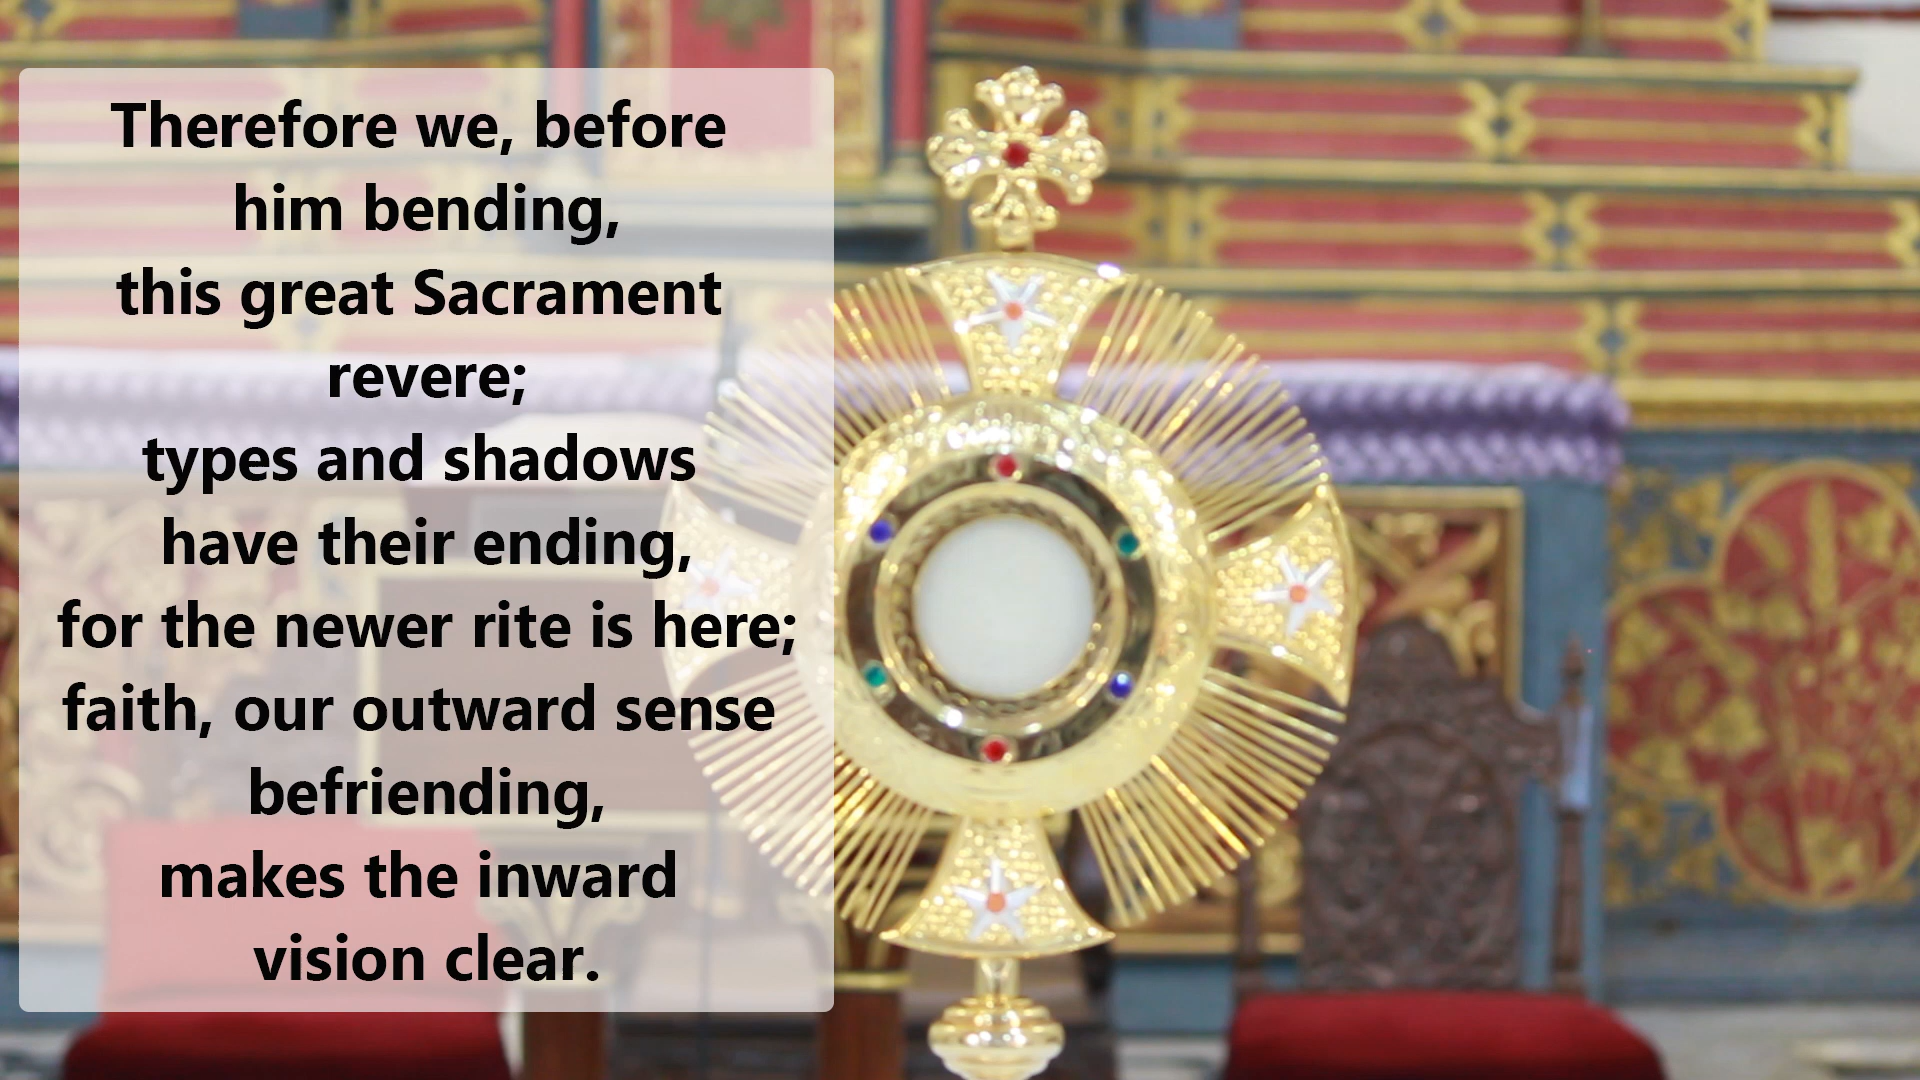 Therefore we, before
him bending,
this great Sacrament
revere;
types and shadows
have their ending,
for the newer rite is here;
faith, our outward sense
befriending,
makes the inward
vision clear.